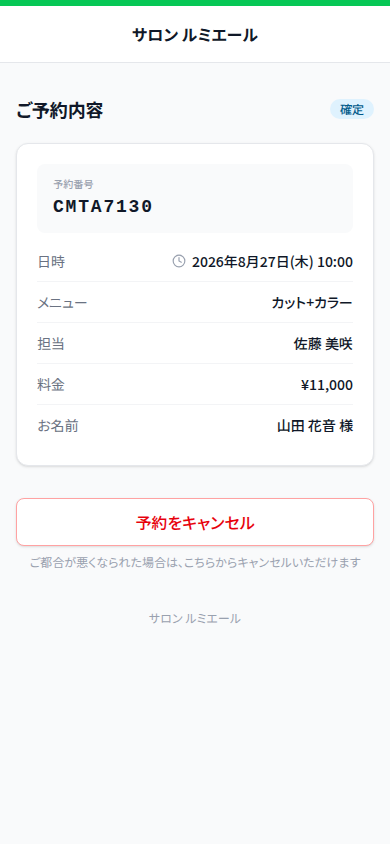 サロン ルミエール
ご予約内容 確定
予約番号
CMTA7130
日時 2026年8月27日(木) 10:00
メニュー カット+カラー
担当 佐藤 美咲
料金 ¥11,000
お名前 山田 花音 様
予約をキャンセル
ご都合が悪くなられた場合は、こちらからキャンセルいただけます
サロン ルミエール